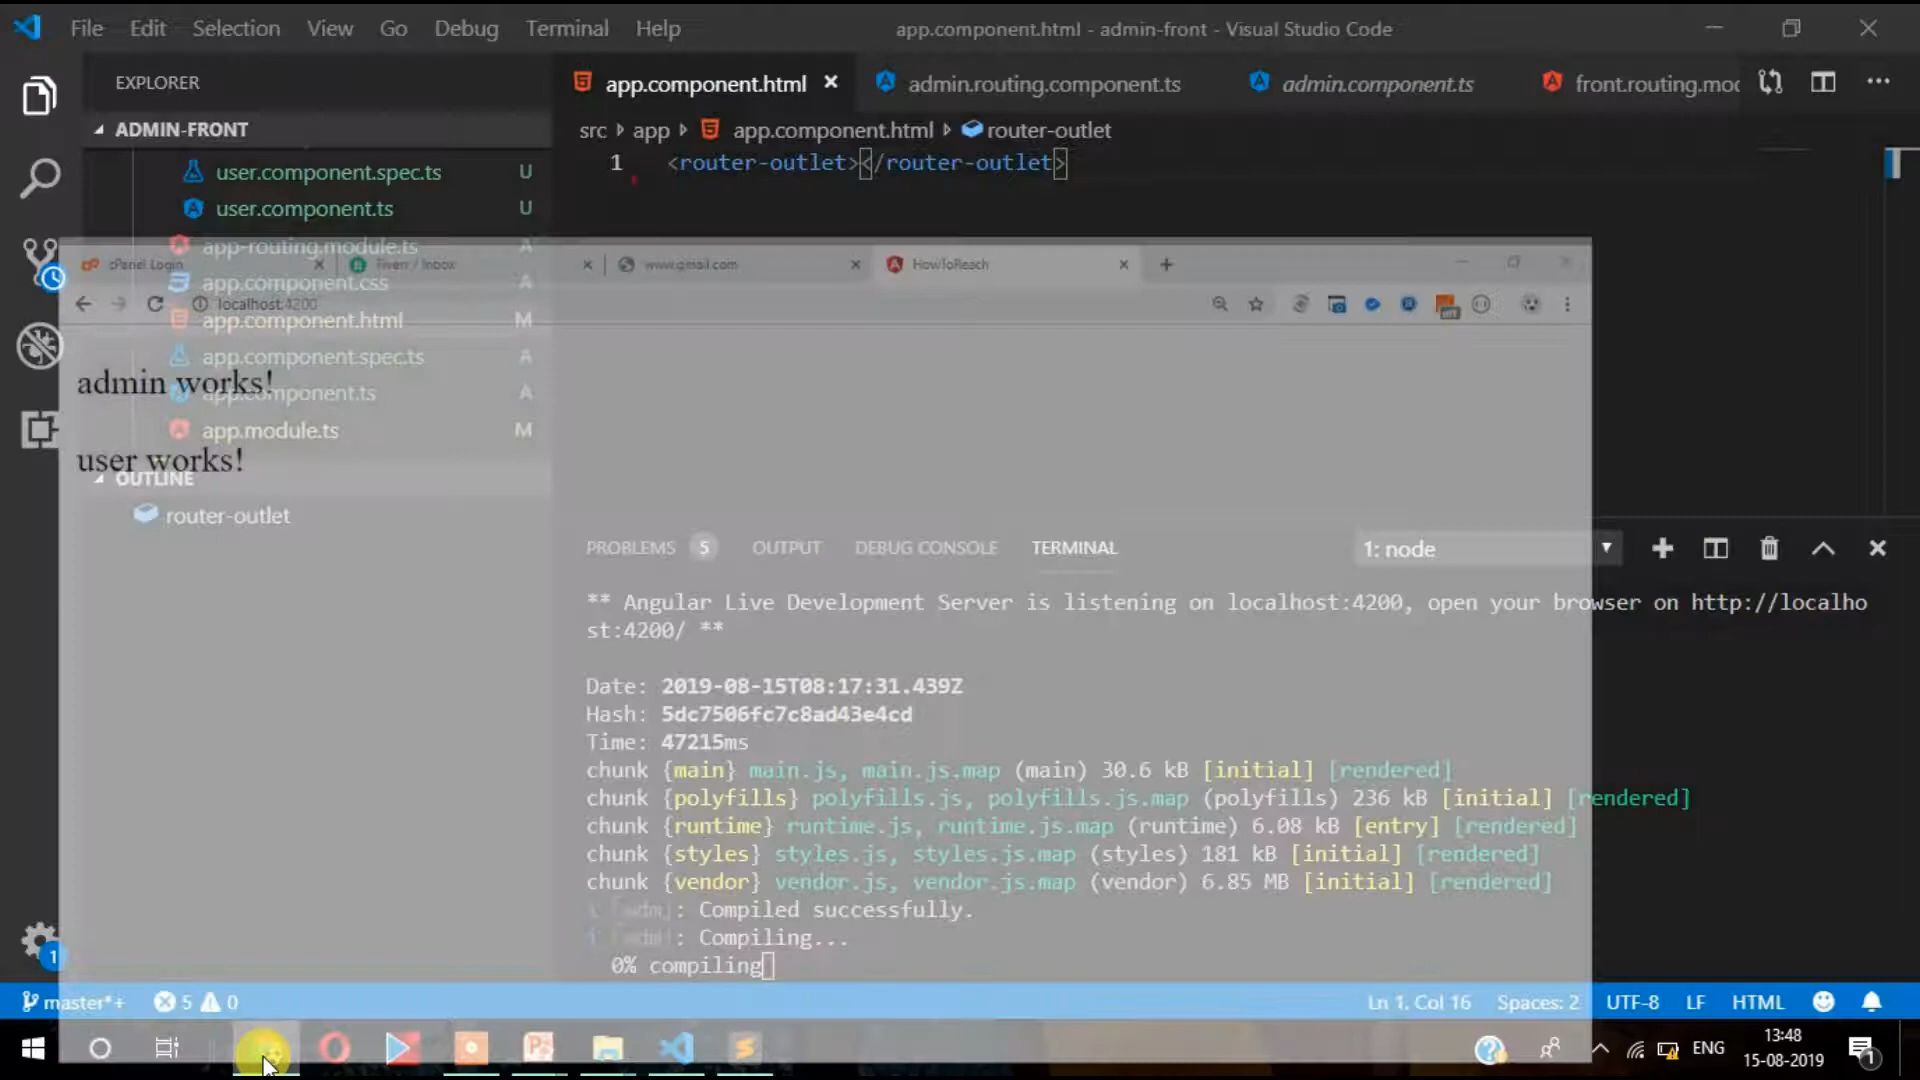 File Edit Selection View Go Debug Terminal Help
app.component.html - admin-front - Visual Studio Code
EXPLORER
app.component.html
admin.routing.component.ts
admin.component.ts
front.routing.moc
ADMIN-FRONT
src app app.component.html router-outlet
1 <router-outlet></router-outlet>
user.component.spec.ts U
user.component.ts U
app-routing.module.ts A
app.component.css A
app.component.html M
app.component.spec.ts A
app.component.ts A
app.module.ts M
OUTLINE
router-outlet
cPanel Login
Fiverr / Inbox
www.gmail.com
HowToReach
localhost:4200
admin works!
user works!
PROBLEMS 5 OUTPUT DEBUG CONSOLE TERMINAL
1: node
** Angular Live Development Server is listening on localhost:4200, open your browser on http://localho
st:4200/ **
Date: 2019-08-15T08:17:31.439Z
Hash: 5dc7506fc7c8ad43e4cd
Time: 47215ms
chunk {main} main.js, main.js.map (main) 30.6 kB [initial] [rendered]
chunk {polyfills} polyfills.js, polyfills.js.map (polyfills) 236 kB [initial] [rendered]
chunk {runtime} runtime.js, runtime.js.map (runtime) 6.08 kB [entry] [rendered]
chunk {styles} styles.js, styles.js.map (styles) 181 kB [initial] [rendered]
chunk {vendor} vendor.js, vendor.js.map (vendor) 6.85 MB [initial] [rendered]
: Compiled successfully.
: Compiling...
0% compiling
1
master*+ 5 0
Ln 1, Col 16 Spaces: 2 UTF-8 LF HTML
ENG
13:48
15-08-2019
1